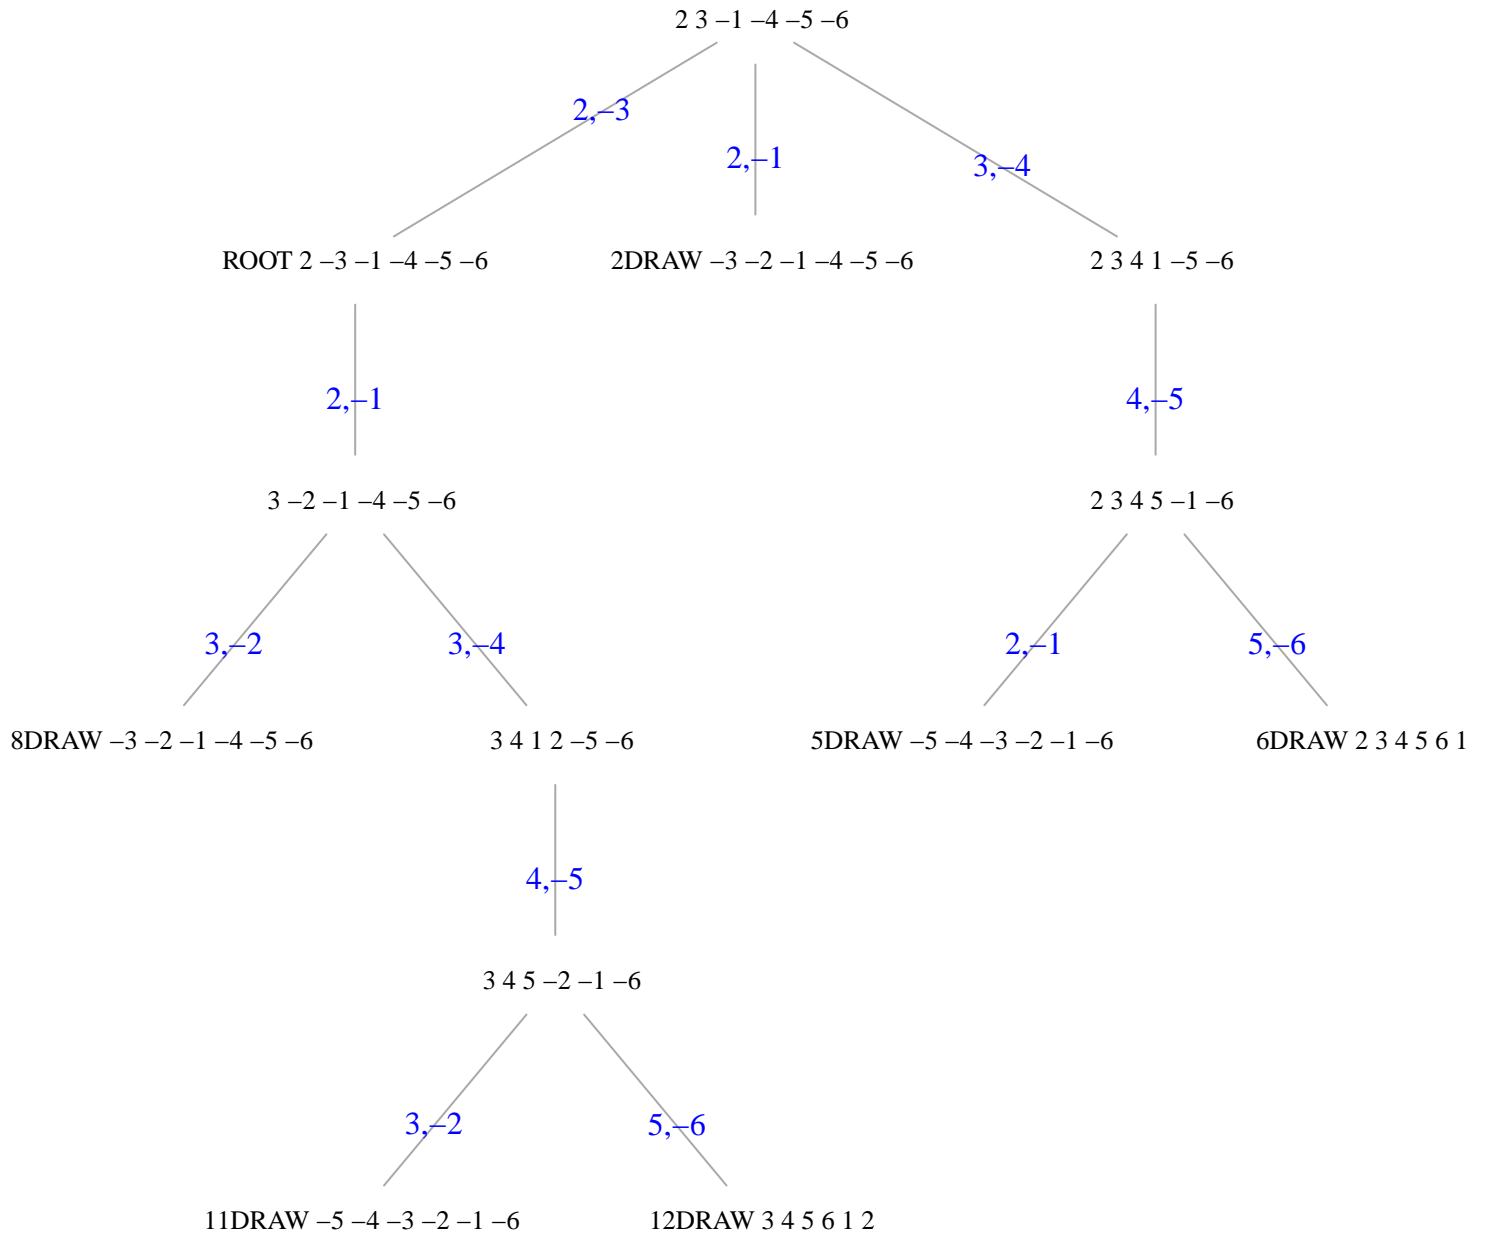 2 3 –1 –4 –5 –6
2,–3
2,–1
3,–4
ROOT 2 –3 –1 –4 –5 –6
2DRAW –3 –2 –1 –4 –5 –6
2 3 4 1 –5 –6
2,–1
4,–5
3 –2 –1 –4 –5 –6
2 3 4 5 –1 –6
3,–2
3,–4
2,–1
5,–6
8DRAW –3 –2 –1 –4 –5 –6
3 4 1 2 –5 –6
5DRAW –5 –4 –3 –2 –1 –6
6DRAW 2 3 4 5 6 1
4,–5
3 4 5 –2 –1 –6
3,–2
5,–6
11DRAW –5 –4 –3 –2 –1 –6
12DRAW 3 4 5 6 1 2